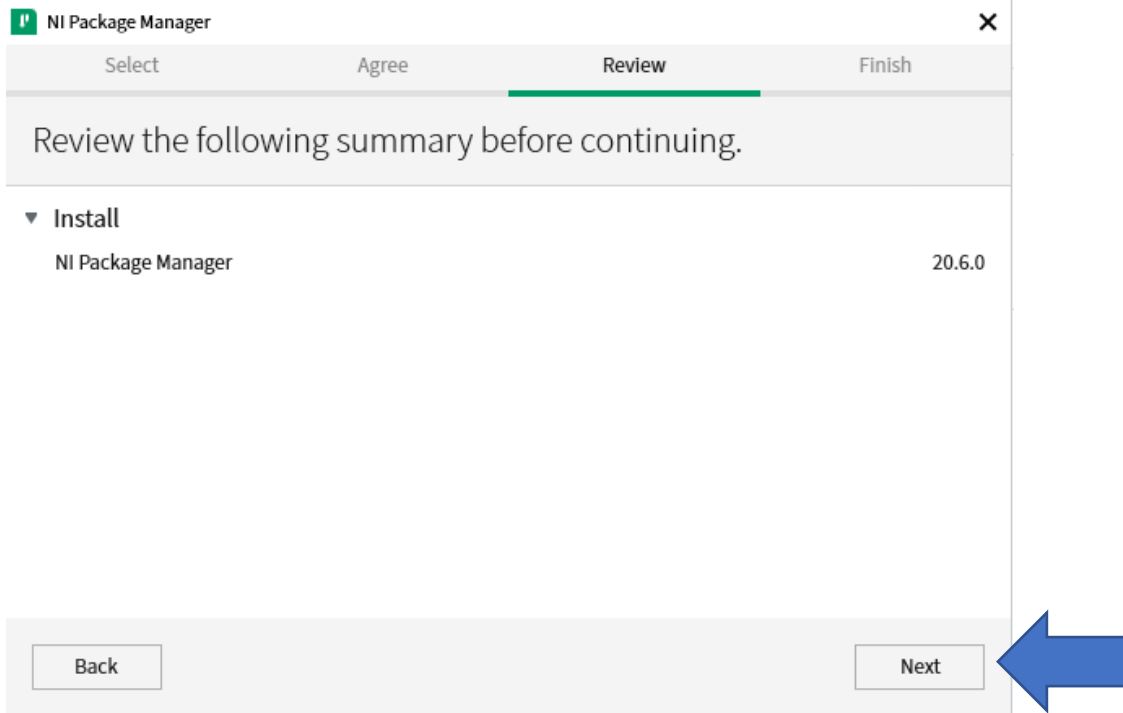 NI Package Manager
Select Agree Review Finish
Review the following summary before continuing.
Install
NI Package Manager 20.6.0
Back Next